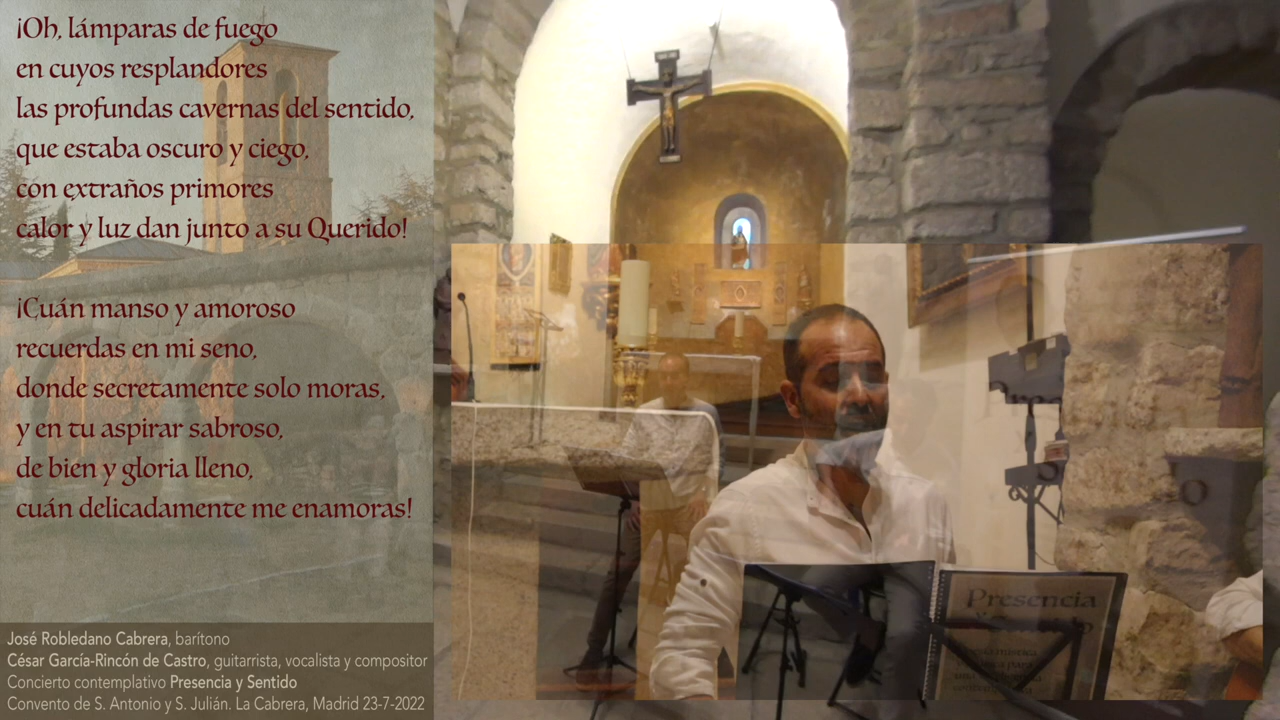 ¡Oh, lámparas de fuego
en cuyos resplandores
las profundas cavernas del sentido,
que estaba oscuro y ciego,
con extraños primores
calor y luz dan junto a su Querido!
¡Cuán manso y amoroso
recuerdas en mi seno,
donde secretamente solo moras,
y en tu aspirar sabroso,
de bien y gloria lleno,
cuán delicadamente me enamoras!
José Robledano Cabrera, barítono
César García-Rincón de Castro, guitarrista, vocalista y compositor
Concierto contemplativo Presencia y Sentido
Convento de S. Antonio y S. Julián. La Cabrera, Madrid 23-7-2022
Presencia
y